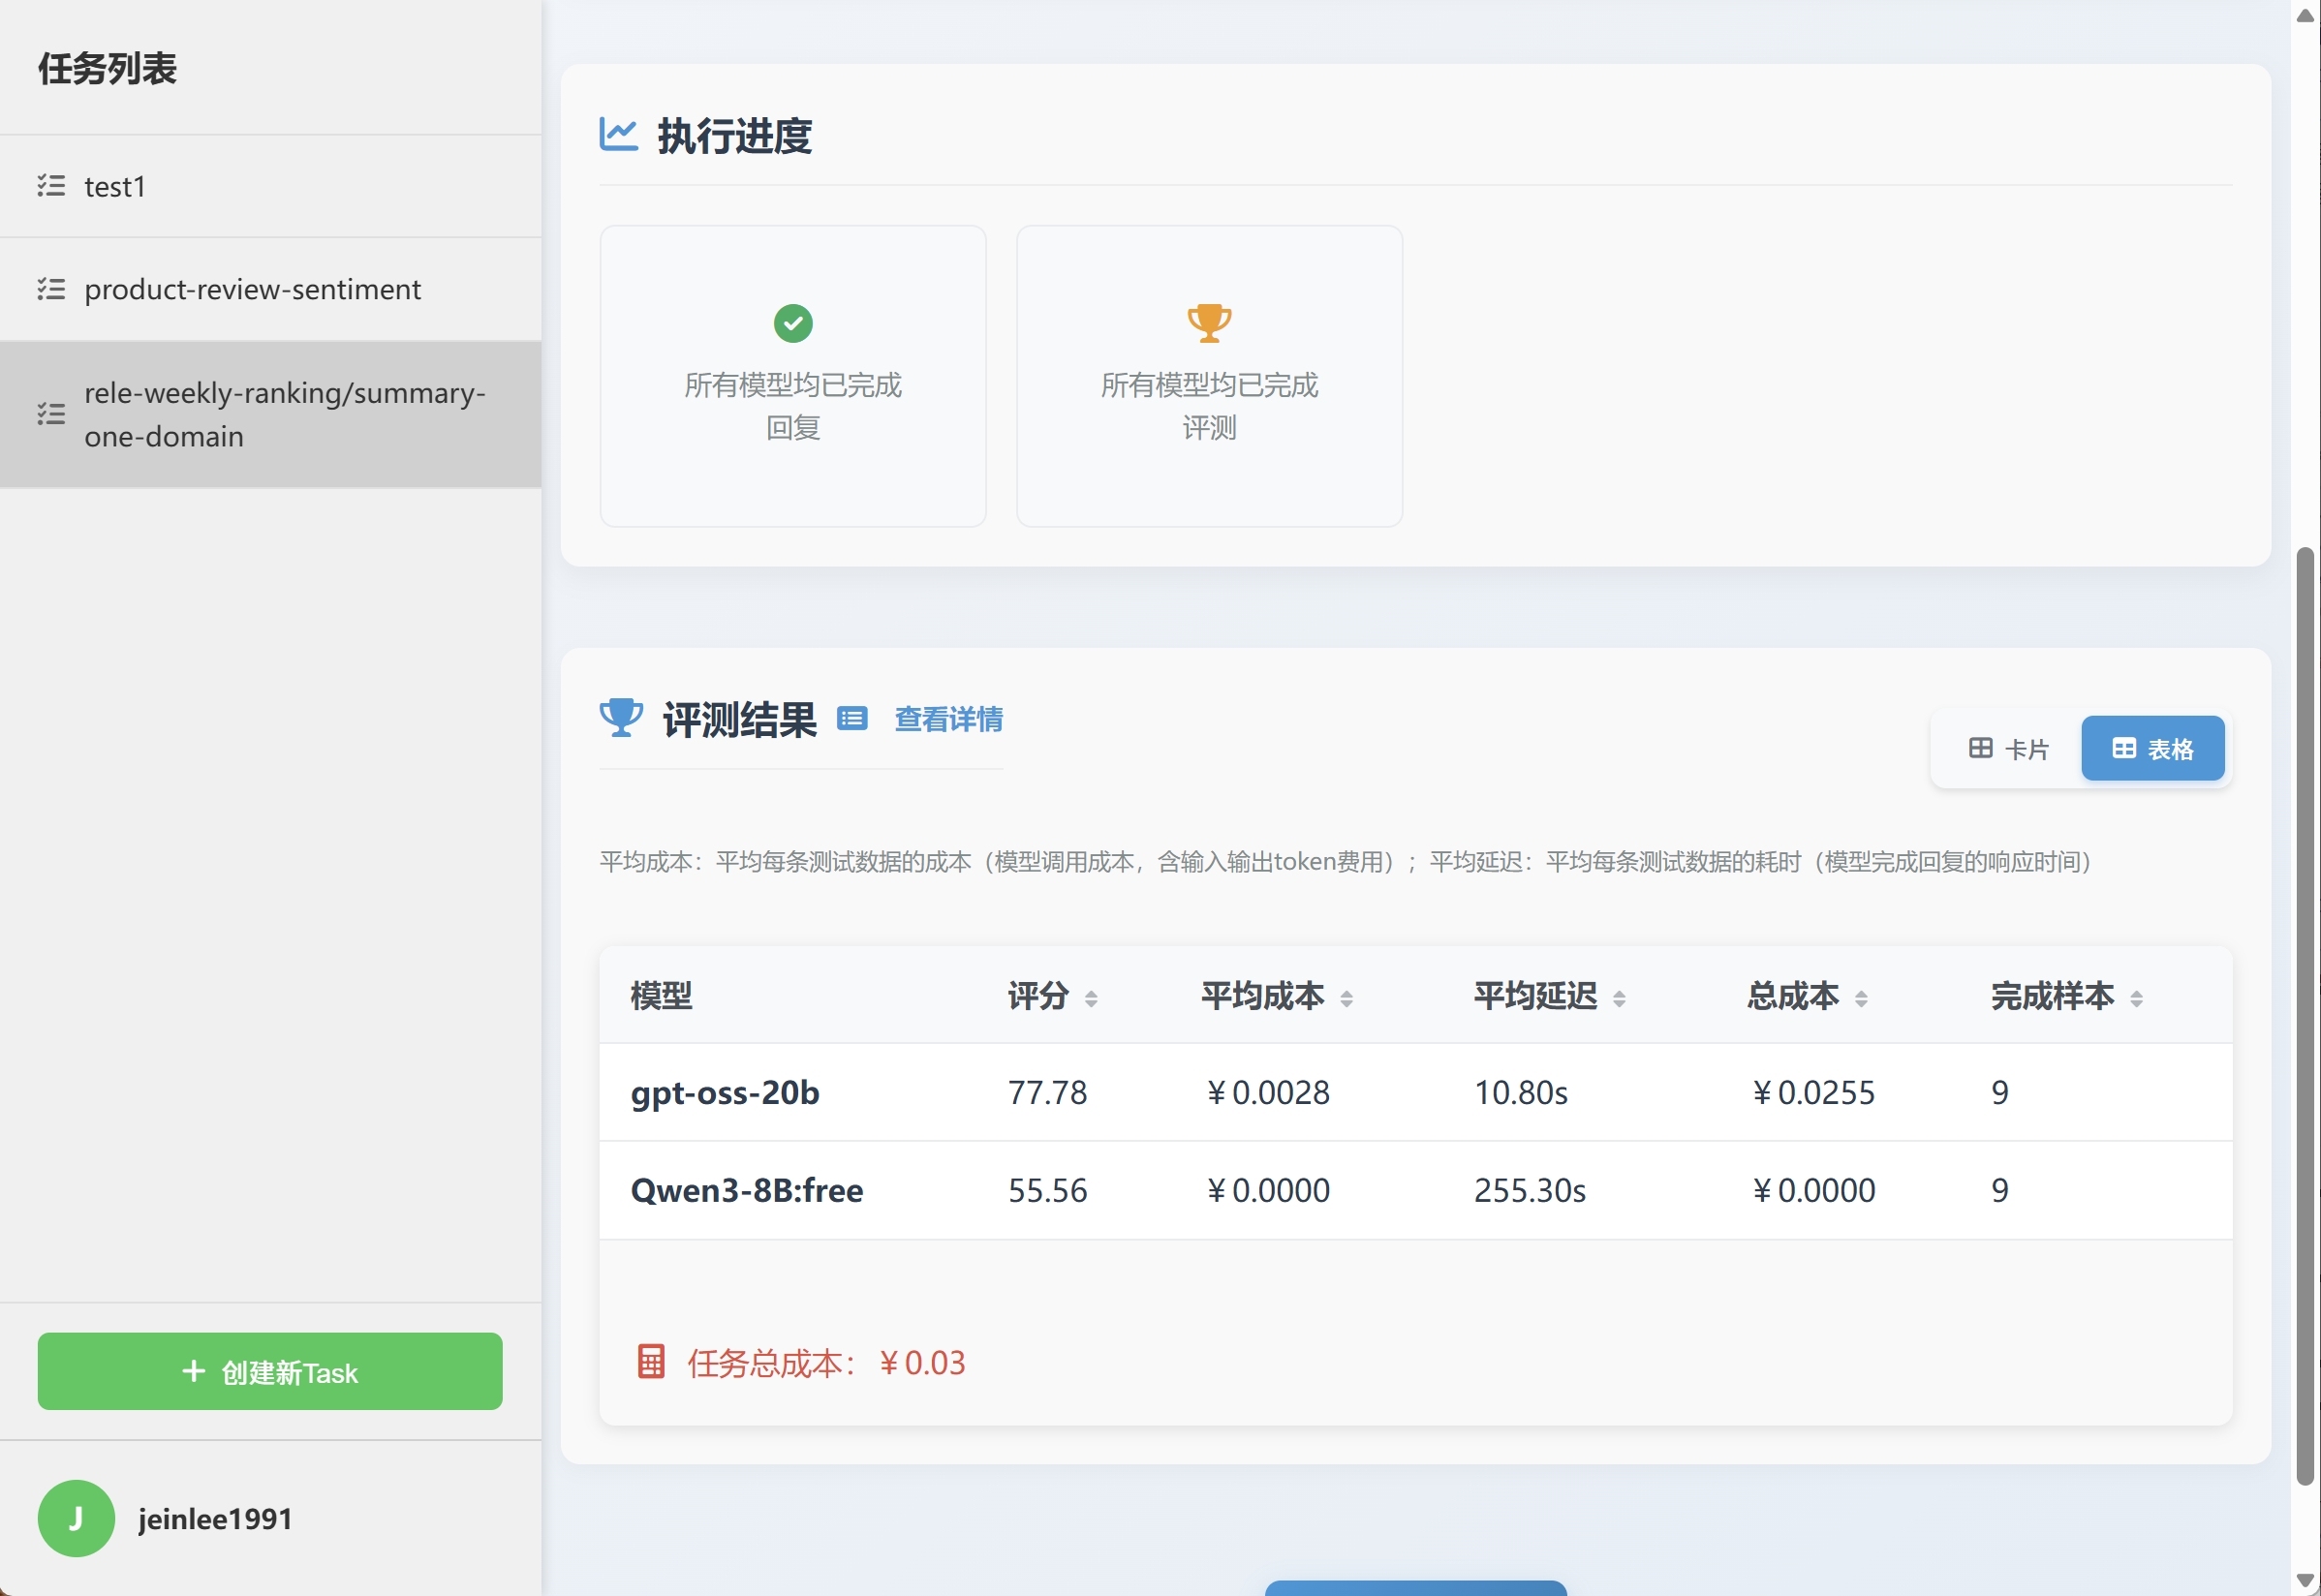 任务列表
test1
product-review-sentiment
rele-weekly-ranking/summary-
one-domain
创建新Task
J
jeinlee1991
执行进度
所有模型均已完成
回复
所有模型均已完成
评测
评测结果 查看详情
卡片 表格
平均成本：平均每条测试数据的成本（模型调用成本，含输入输出token费用）；平均延迟：平均每条测试数据的耗时（模型完成回复的响应时间）
模型 评分 平均成本 平均延迟 总成本 完成样本
gpt-oss-20b 77.78 ￥0.0028 10.80s ￥0.0255 9
Qwen3-8B:free 55.56 ￥0.0000 255.30s ￥0.0000 9
任务总成本：￥0.03